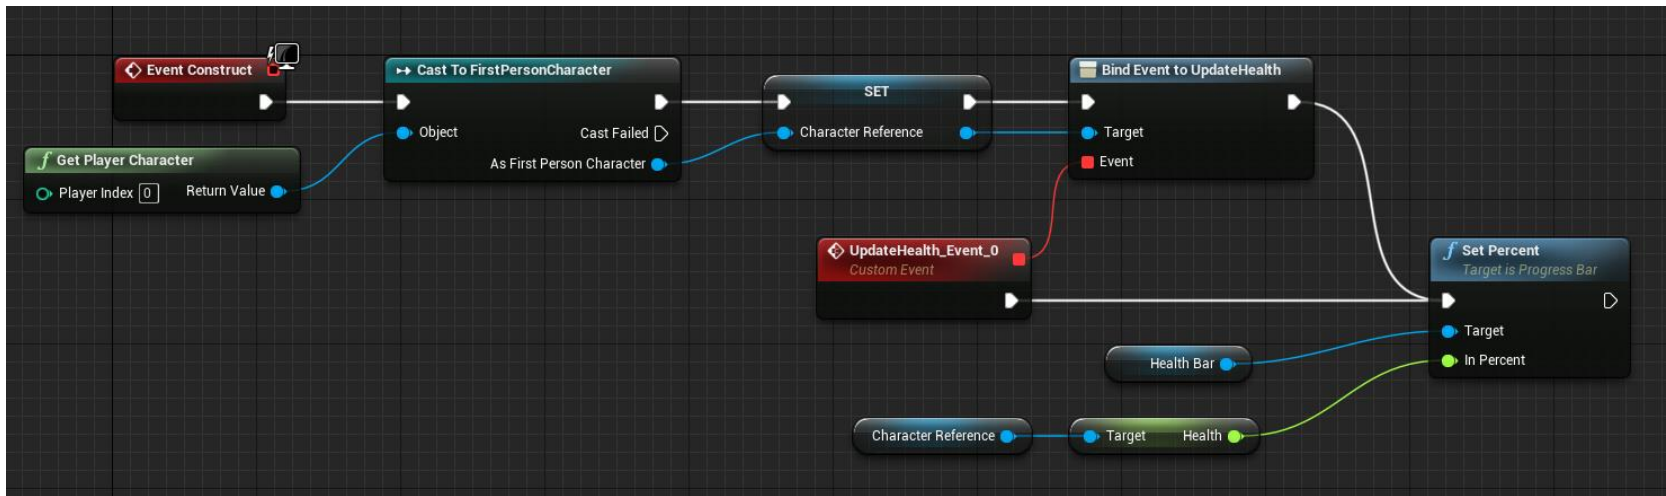 Event Construct
Cast To FirstPersonCharacter
Object
Cast Failed
As First Person Character
f Get Player Character
Player Index 0
Return Value
SET
Character Reference
Bind Event to UpdateHealth
Target
Event
UpdateHealth_Event_0
Custom Event
f Set Percent
Target is Progress Bar
Target
In Percent
Health Bar
Character Reference
Target Health